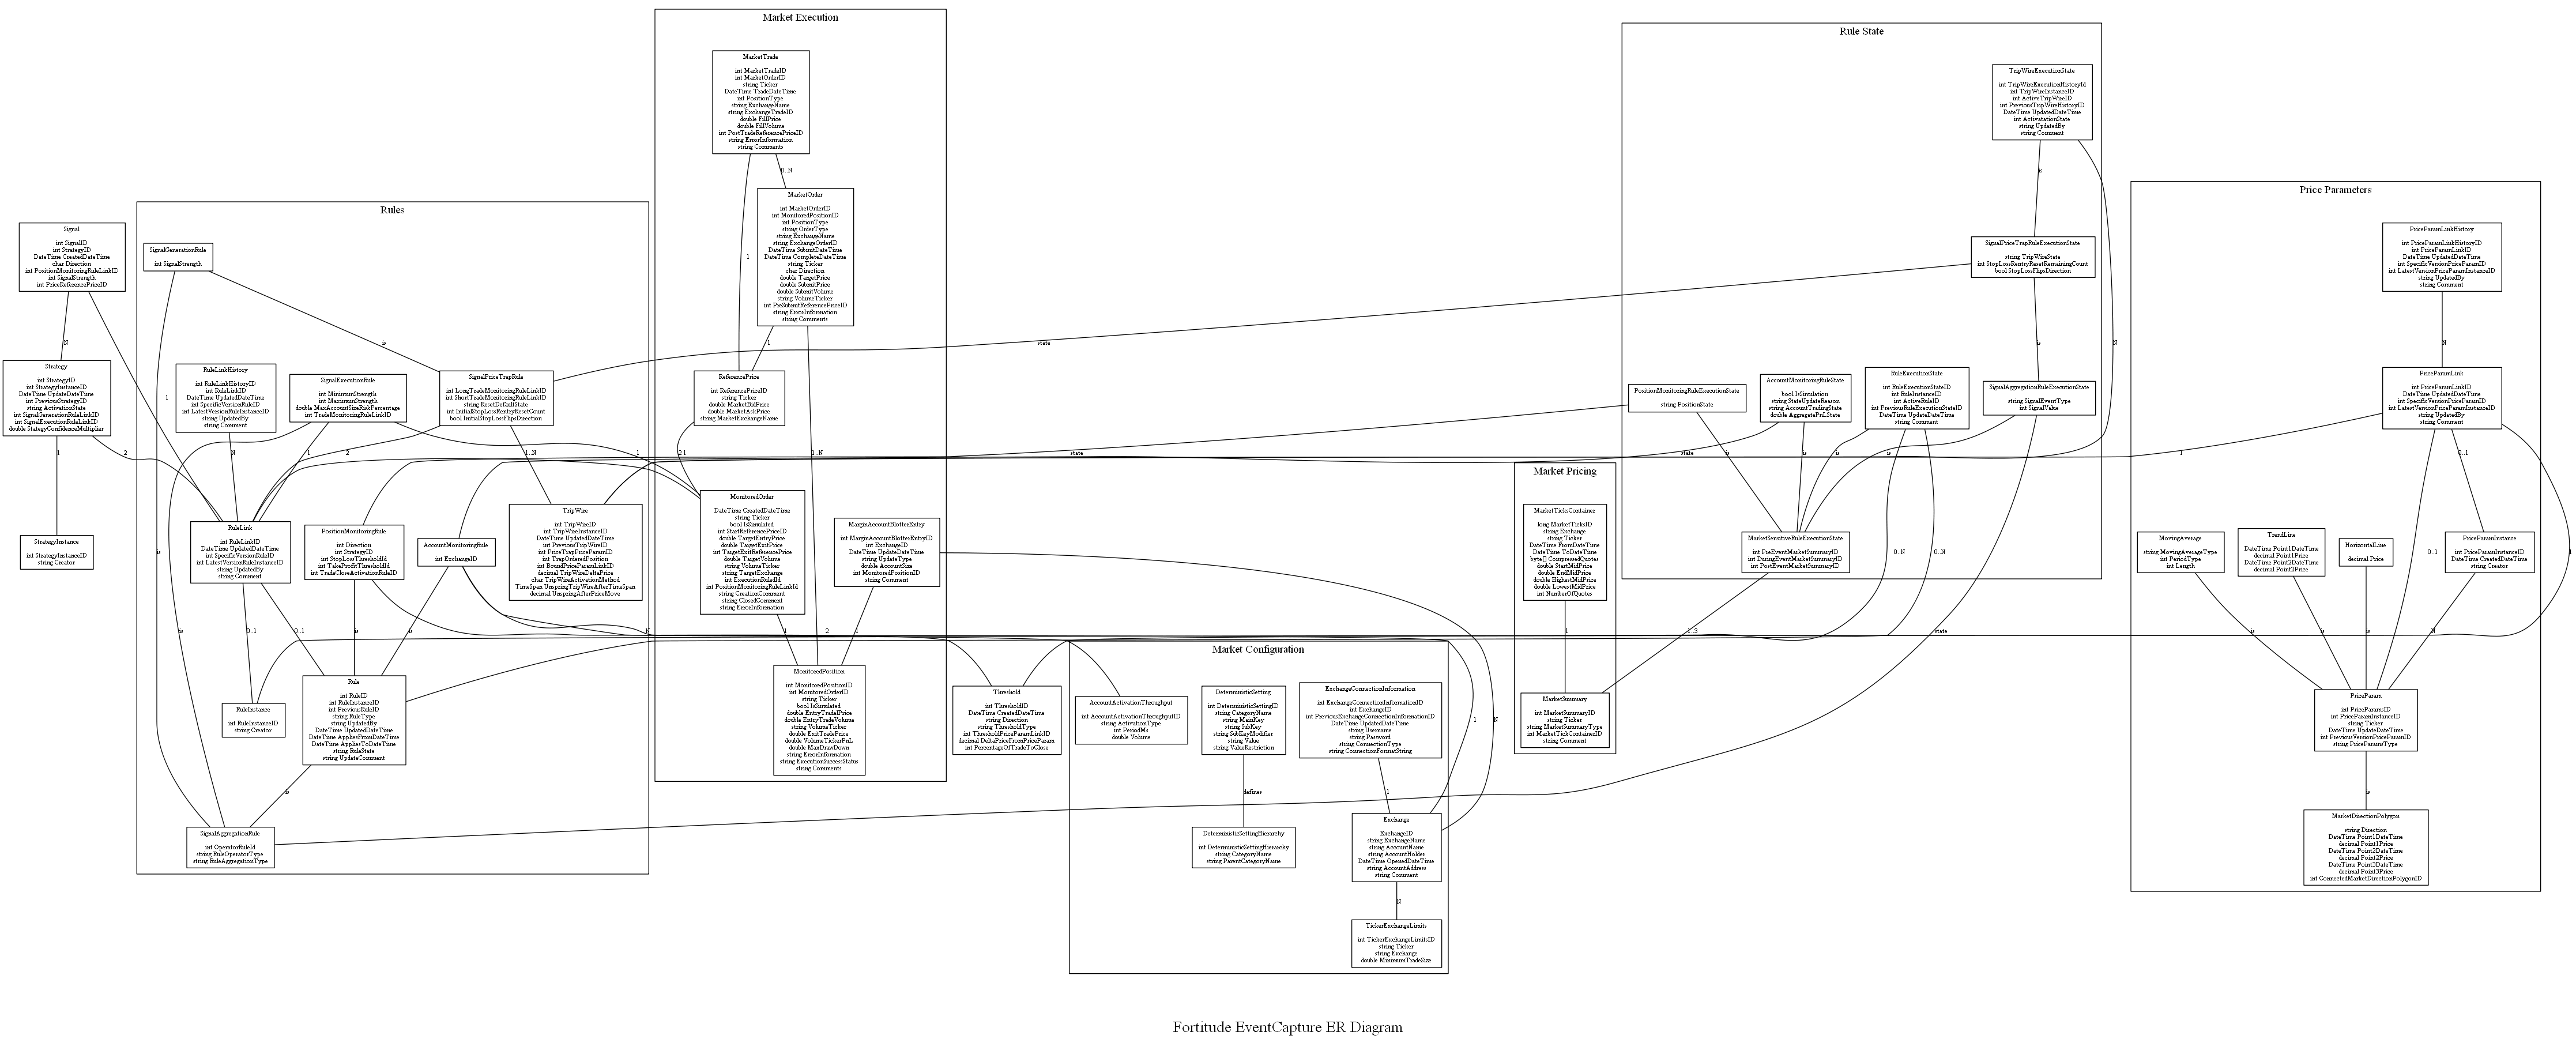 Market Execution
MarketTrade
int MarketTradeID
int MarketOrderID
string Ticker
DateTime TradeDateTime
int PositionType
string ExchangeName
string ExchangeTradeID
double FillPrice
double FillVolume
int PostTradeReferencePriceID
string ErrorInformation
string Comments
0..N
MarketOrder
int MarketOrderID
int MonitoredPositionID
int PositionType
string OrderType
string ExchangeName
string ExchangeOrderID
DateTime SubmitDateTime
DateTime CompleteDateTime
string Ticker
char Direction
double TargetPrice
double SubmitPrice
double SubmitVolume
string VolumeTicker
int PreSubmitReferencePriceID
string ErrorInformation
string Comments
1
1
ReferencePrice
int ReferencePriceID
string Ticker
double MarketBidPrice
double MarketAskPrice
string MarketExchangeName
1..N
MonitoredOrder
DateTime CreatedDateTime
string Ticker
bool IsSimulated
int StartReferencePriceID
double TargetEntryPrice
double TargetExitPrice
int TargetExitReferencePrice
double TargetVolume
string VolumeTicker
string TargetExchange
int ExecutionRuledId
int PositionMonitoringRuleLinkId
string CreationComment
string ClosedComment
string ErrorInformation
MarginAccountBlotterEntry
int MarginAccountBlotterEntryID
int ExchangeID
DateTime UpdateDateTime
string UpdateType
double AccountSize
int MonitoredPositionID
string Comment
1
1
MonitoredPosition
int MonitoredPositionID
int MonitoredOrderID
string Ticker
bool IsSimulated
double EntryTradePrice
double EntryTradeVolume
string VolumeTicker
double ExitTradePrice
double VolumeTickerPnL
double MaxDrawDown
string ErrorInformation
string ExecutionSuccessStatus
string Comments
Signal
int SignalID
int StrategyID
DateTime CreatedDateTime
char Direction
int PositionMonitoringRuleLinkID
int SignalStrength
int PriceReferencePriceID
N
1
Strategy
int StrategyID
int StrategyInstanceID
DateTime UpdateDateTime
int PreviousStrategyID
string ActivationState
int SignalGenerationRuleLinkID
int SignalExecutionRuleLinkID
double StategyConfidenceMultiplier
1
2
StrategyInstance
int StrategyInstanceID
string Creator
Rules
SignalGenerationRule
int SignalStrength
is
is
RuleLinkHistory
int RuleLinkHistoryID
int RuleLinkID
DateTime UpdatedDateTime
int SpecificVersionRuleID
int LatestVersionRuleInstanceID
string UpdatedBy
string Comment
N
SignalExecutionRule
int MinimumStrength
int MaximumStrength
double MaxAccountSizeRiskPercentage
int TradeMonitoringRuleLinkID
1
is
1
SignalPriceTrapRule
int LongTradeMonitoringRuleLinkID
int ShortTradeMonitoringRuleLinkID
string ResetDefaultState
int InitialStopLossRentryResetCount
bool InitialStopLossFlipsDirection
2
1..N
RuleLink
int RuleLinkID
DateTime UpdatedDateTime
int SpecificVersionRuleID
int LatestVersionRuleInstanceID
string UpdatedBy
string Comment
0..1
0..1
PositionMonitoringRule
int Direction
int StrategyID
int StopLossThresholdId
int TakeProfitThresholdId
int TradeCloseActivationRuleID
is
2
AccountMonitoringRule
int ExchangeID
is
N
TripWire
int TripWireID
int TripWireInstanceID
DateTime UpdatedDateTime
int PreviousTripWireID
int PriceTrapPriceParamID
int TrapOrderedPosition
int BoundPriceParamLinkID
decimal TripWireDeltaPrice
char TripWireActivationMethod
TimeSpan UnspringTripWireAfterTimeSpan
decimal UnspringAfterPriceMove
RuleInstance
int RuleInstanceID
string Creator
Rule
int RuleID
int RuleInstanceID
int PreviousRuleID
string RuleType
string UpdatedBy
DateTime UpdatedDateTime
DateTime AppliesFromDateTime
DateTime AppliesToDateTime
string RuleState
string UpdateComment
is
SignalAggregationRule
int OperatorRuleId
string RuleOperatorType
string RuleAggregationType
Threshold
int ThresholdID
DateTime CreatedDateTime
string Direction
string ThresholdType
int ThresholdPriceParamLinkID
decimal DeltaPriceFromPriceParam
int PercentageOfTradeToClose
Market Configuration
AccountActivationThroughput
int AccountActivationThroughputID
string ActivationType
int PeriodMs
double Volume
DeterministicSetting
int DeterministicSettingID
string CategoryName
string MainKey
string SubKey
string SubKeyModifier
string Value
string ValueRestriction
defines
DeterministicSettingHierarchy
int DeterministicSettingHierarchy
string CategoryName
string ParentCategoryName
ExchangeConnectionInformation
int ExchangeConnectionInformationID
int ExchangeID
int PreviousExchangeConnectionInformationID
DateTime UpdatedDateTime
string Username
string Password
string ConnectionType
string ConnectionFormatString
1
1
N
Exchange
ExchangeID
string ExchangeName
string AccountName
string AccountHolder
DateTime OpenedDateTime
string AccountAddress
string Comment
N
TickerExchangeLimits
int TickerExchangeLimitsID
string Ticker
string Exchange
double MinimumTradeSize
Market Pricing
MarketTicksContainer
long MarketTicksID
string Exchange
string Ticker
DateTime FromDateTime
DateTime ToDateTime
byte[] CompressedQuotes
double StartMidPrice
double EndMidPrice
double HighestMidPrice
double LowestMidPrice
int NumberOfQuotes
1
MarketSummary
int MarketSummaryID
string Ticker
string MarketSummaryType
int MarketTickContainerID
string Comment
Rule State
TripWireExecutionState
int TripWireExecutionHistoryId
int TripWireInstanceID
int ActiveTripWireID
int PreviousTripWireHistoryID
DateTime UpdatedDateTime
int ActivatationState
string UpdatedBy
string Comment
is
N
SignalPriceTrapRuleExecutionState
string TripWireState
int StopLossRentryResetRemainingCount
bool StopLossFlipsDirection
is
state
PositionMonitoringRuleExecutionState
string PositionState
is
state
AccountMonitoringRuleState
bool IsSimulation
string StateUpdateReason
string AccountTradingState
double AggregatePnLState
is
state
RuleExecutionState
int RuleExecutionStateID
int RuleInstanceID
int ActiveRuleID
int PreviousRuleExecutionStateID
DateTime UpdateDateTime
string Comment
is
0..N
0..N
SignalAggregationRuleExecutionState
string SignalEventType
int SignalValue
is
state
MarketSensitiveRuleExecutionState
int PreEventMarketSummaryID
int DuringEventMarketSummaryID
int PostEventMarketSummaryID
1..3
Price Parameters
PriceParamLinkHistory
int PriceParamLinkHistoryID
int PriceParamLinkID
DateTime UpdatedDateTime
int SpecificVersionPriceParamID
int LatestVersionPriceParamInstanceID
string UpdatedBy
string Comment
N
PriceParamLink
int PriceParamLinkID
DateTime UpdatedDateTime
int SpecificVersionPriceParamID
int LatestVersionPriceParamInstanceID
string UpdatedBy
string Comment
1
0..1
0..1
1
MovingAverage
string MovingAverageType
int PeriodType
int Length
is
TrendLine
DateTime Point1DateTime
decimal Point1Price
DateTime Point2DateTime
decimal Point2Price
is
HorizontalLine
decimal Price
is
PriceParamInstance
int PriceParamInstanceID
DateTime CreatedDateTime
string Creator
N
PriceParam
int PriceParamID
int PriceParamInstanceID
string Ticker
DateTime UpdateDateTime
int PreviousVersionPriceParamID
string PriceParamType
is
MarketDirectionPolygon
string Direction
DateTime Point1DateTime
decimal Point1Price
DateTime Point2DateTime
decimal Point2Price
DateTime Point3DateTime
decimal Point3Price
int ConnectedMarketDirectionPolygonID
Fortitude EventCapture ER Diagram